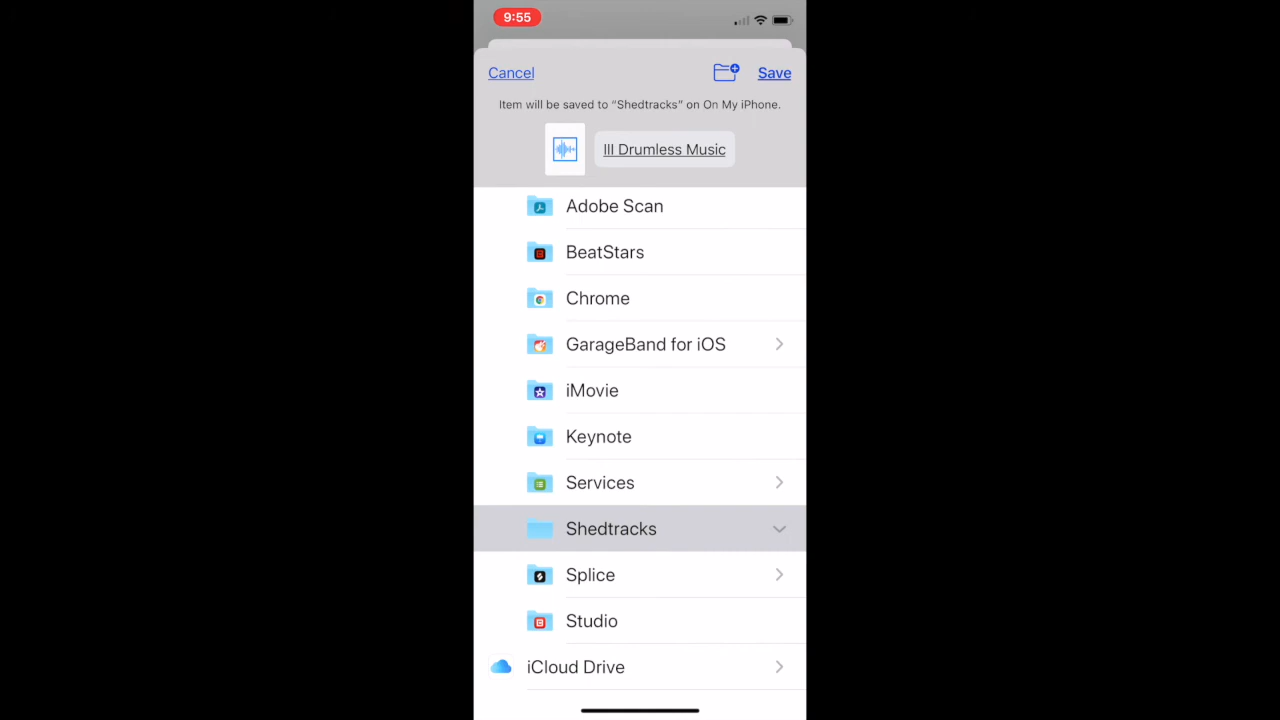 9:55
Cancel
Save
Item will be saved to “Shedtracks” on On My iPhone.
III Drumless Music
Adobe Scan
BeatStars
Chrome
GarageBand for iOS
iMovie
Keynote
Services
Shedtracks
Splice
Studio
iCloud Drive